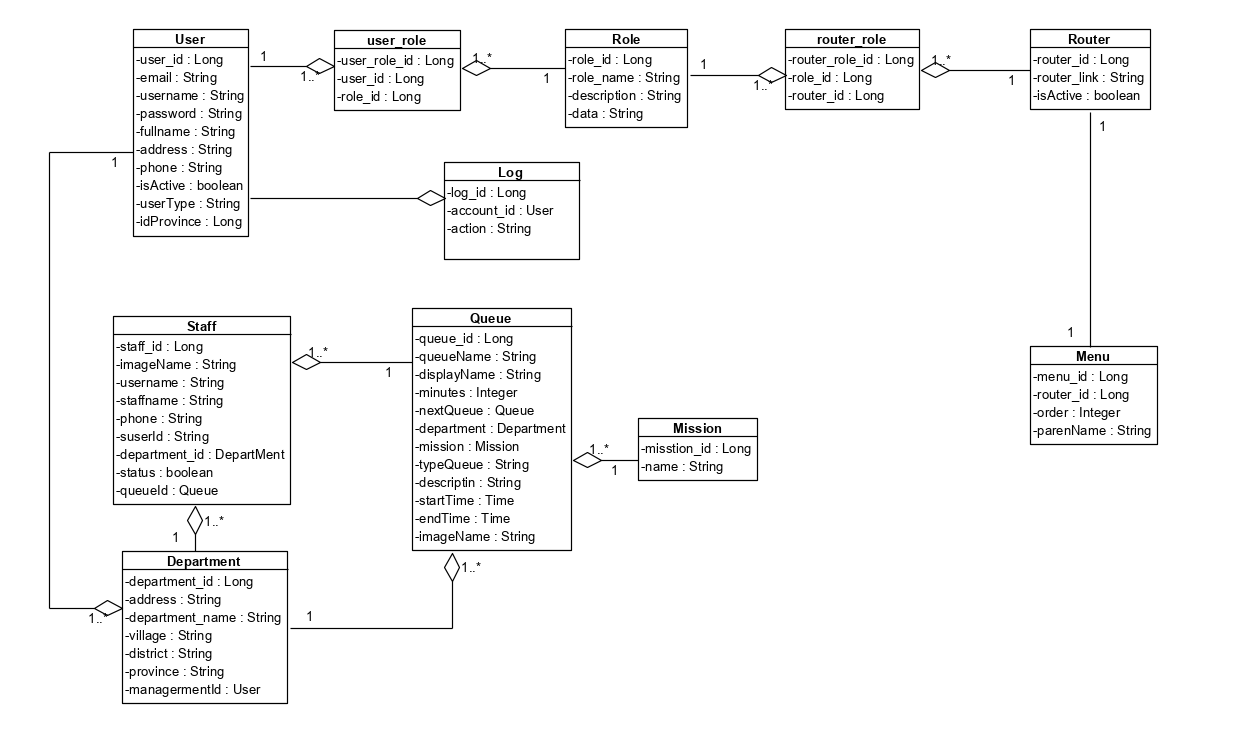 User
-user_id : Long
-email : String
-username : String
-password : String
-fullname : String
-address : String
-phone : String
-isActive : boolean
-userType : String
-idProvince : Long
1
1..*
user_role
-user_role_id : Long
-user_id : Long
-role_id : Long
1..*
1
Role
-role_id : Long
-role_name : String
-description : String
-data : String
1
1..*
router_role
-router_role_id : Long
-role_id : Long
-router_id : Long
1..*
1
Router
-router_id : Long
-router_link : String
-isActive : boolean
1
1
Log
-log_id : Long
-account_id : User
-action : String
1
Menu
-menu_id : Long
-router_id : Long
-order : Integer
-parenName : String
Staff
-staff_id : Long
-imageName : String
-username : String
-staffname : String
-phone : String
-suserId : String
-department_id : DepartMent
-status : boolean
-queueId : Queue
1..*
1
Queue
-queue_id : Long
-queueName : String
-displayName : String
-minutes : Integer
-nextQueue : Queue
-department : Department
-mission : Mission
-typeQueue : String
-descriptin : String
-startTime : Time
-endTime : Time
-imageName : String
1..*
1
Mission
-misstion_id : Long
-name : String
1..*
1
1..*
Department
-department_id : Long
-address : String
-department_name : String
-village : String
-district : String
-province : String
-managermentId : User
1..*
1